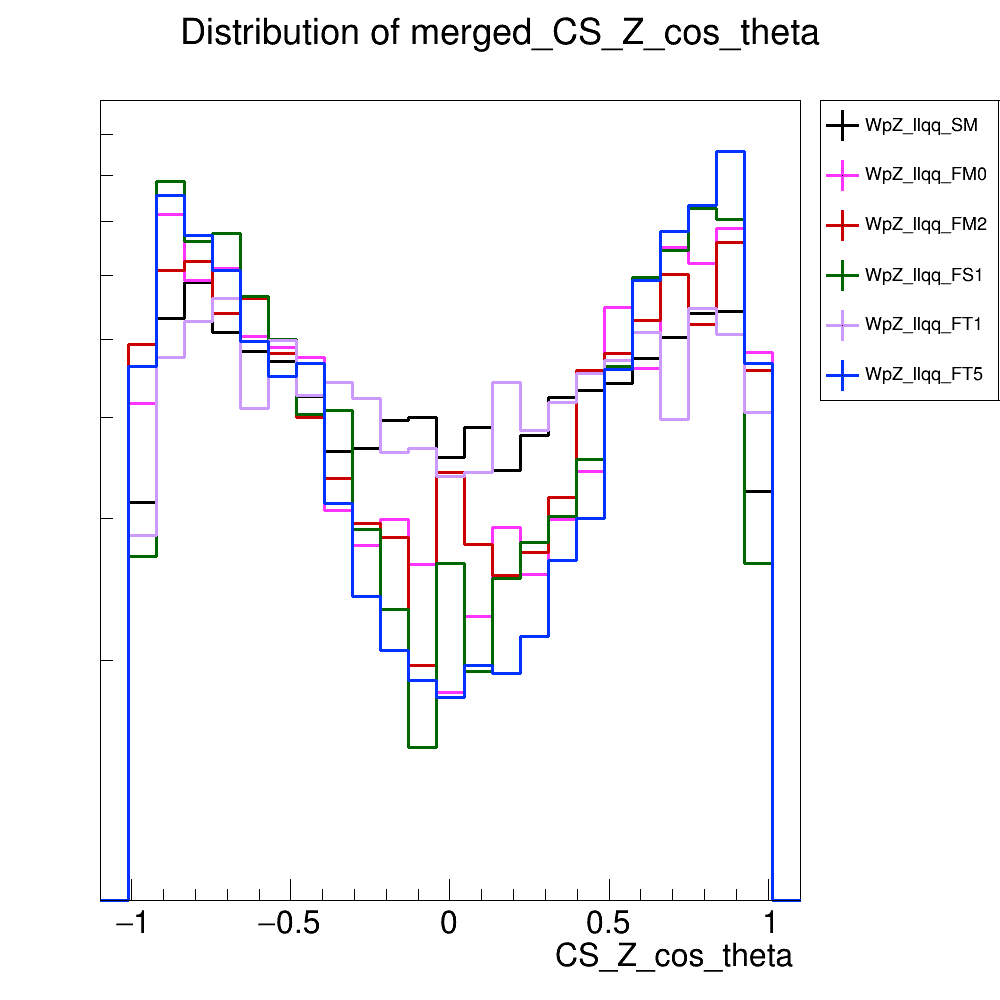 Distribution of merged_CS_Z_cos_theta
WpZ_llqq_SM
WpZ_llqq_FM0
WpZ_llqq_FM2
WpZ_llqq_FS1
WpZ_llqq_FT1
WpZ_llqq_FT5
−1 −0.5 0 0.5 1
CS_Z_cos_theta